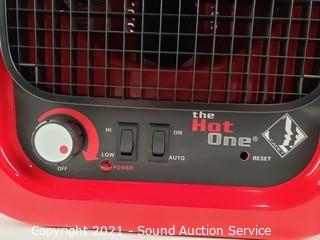 the
Hot
One®
HI
ON
LOW
AUTO
OFF
POWER
RESET
Copyright 2021 - Sound Auction Service